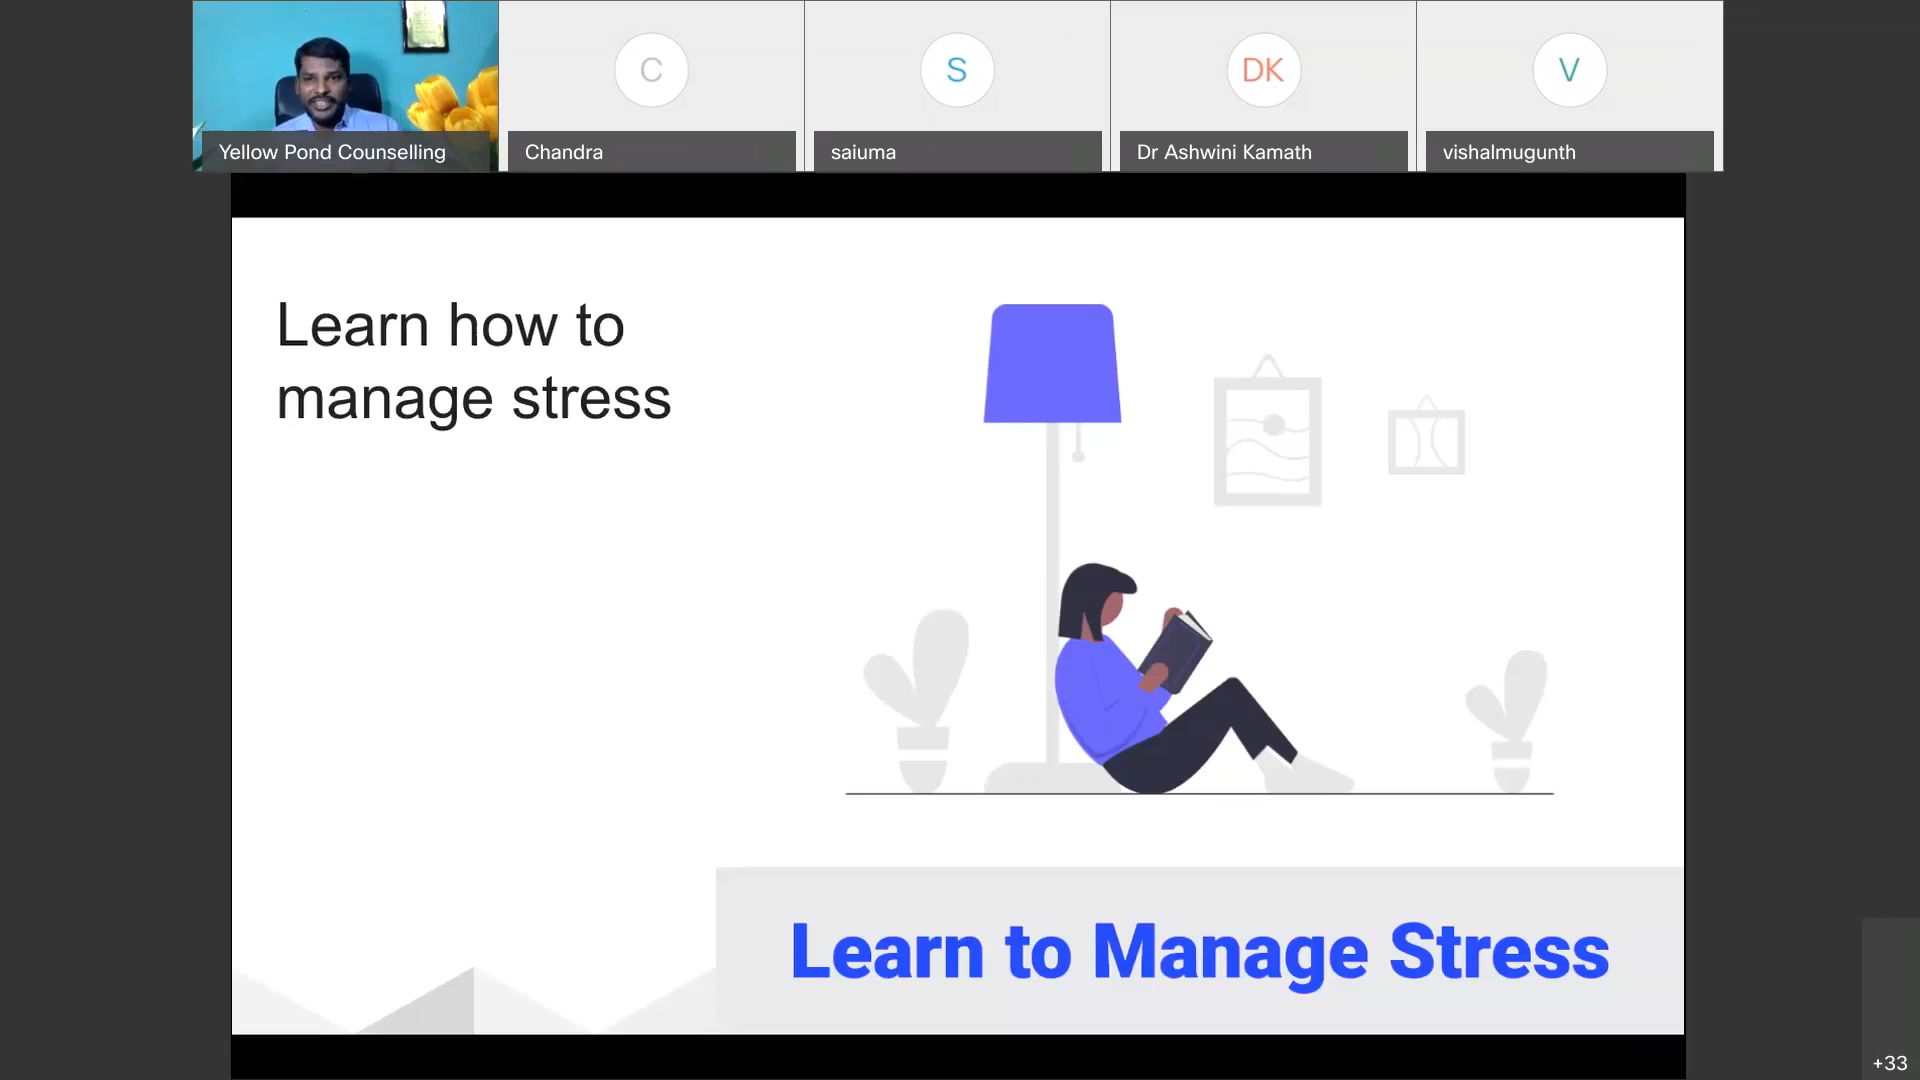 C
S
DK
V
Yellow Pond Counselling
Chandra
saiuma
Dr Ashwini Kamath
vishalmugunth
Learn how to
manage stress
Learn to Manage Stress
+33